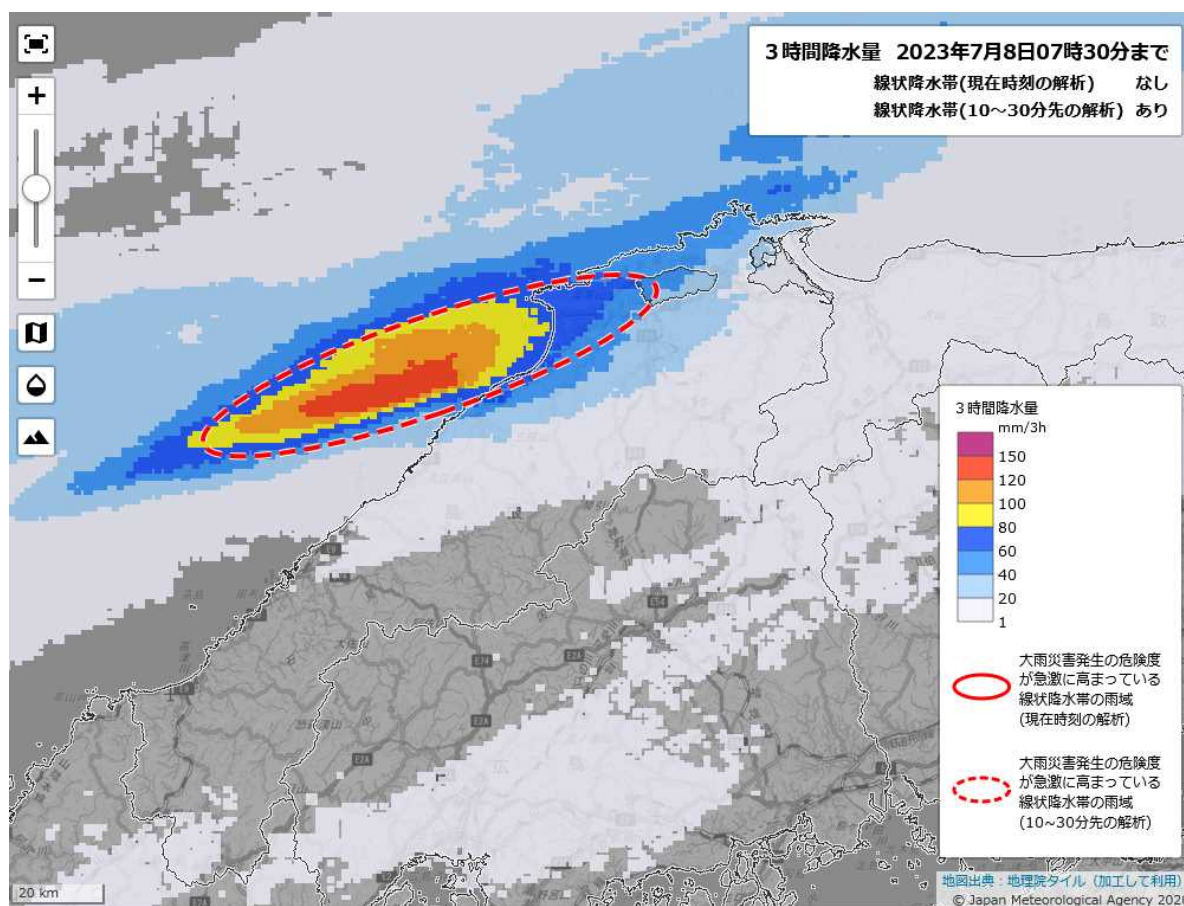 3時間降水量 2023年7月8日07時30分まで
線状降水帯(現在時刻の解析) なし
線状降水帯(10～30分先の解析) あり
+
−
3時間降水量
mm/3h
150
120
100
80
60
40
20
1
大雨災害発生の危険度
が急激に高まっている
線状降水帯の雨域
(現在時刻の解析)
大雨災害発生の危険度
が急激に高まっている
線状降水帯の雨域
(10~30分先の解析)
E9
E9
E74
E74
E2A
E2A
E2A
20 km
地図出典：地理院タイル（加工して利用）
© Japan Meteorological Agency 202